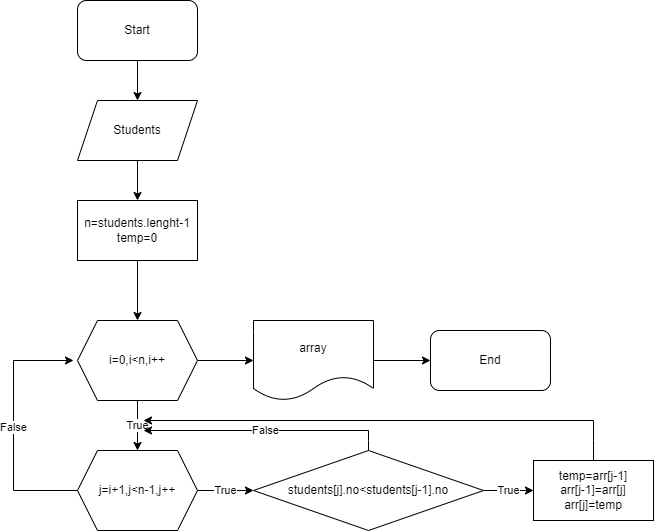 Start
Students
n=students.lenght-1
temp=0
i=0,i<n,i++
array
End
True
False
False
j=i+1,j<n-1,j++
True
students[j].no<students[j-1].no
True
temp=arr[j-1]
arr[j-1]=arr[j]
arr[j]=temp